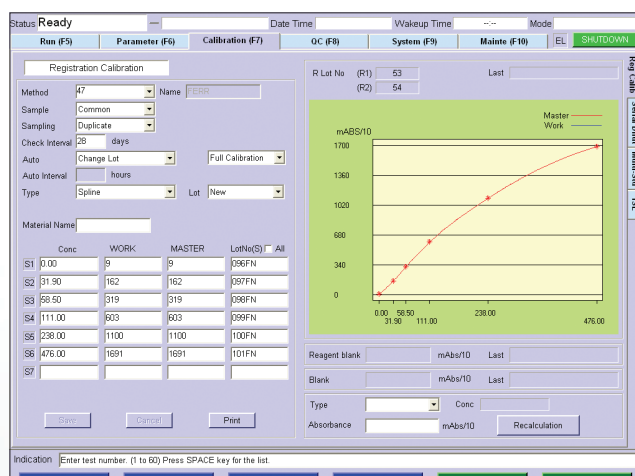 Status Ready — Date Time Wakeup Time --:-- Mode
Run (F5) Parameter (F6) Calibration (F7) QC (F8) System (F9) Mainte (F10) EL SHUTDOWN
Registration Calibration
Method 47 Name FERR
Sample Common
Sampling Duplicate
Check Interval 28 days
Auto Change Lot Full Calibration
Auto Interval hours
Type Spline Lot New
Material Name
Conc WORK MASTER LotNo(S) All
S1 0.00 9 9 096FN
S2 31.90 162 162 097FN
S3 58.50 319 319 098FN
S4 111.00 603 603 099FN
S5 238.00 1100 1100 100FN
S6 476.00 1691 1691 101FN
S7
Save Cancel Print
R Lot No (R1) 53 Last
(R2) 54
Master
Work
mABS/10
1700
1360
1020
680
340
0
0.00 58.50 238.00
31.90 111.00 476.00
Reagent blank mAbs/10 Last
Blank mAbs/10 Last
Type Conc
Absorbance mAbs/10 Recalculation
Reg Calib
Indication Enter test number. (1 to 60) Press SPACE key for the list.